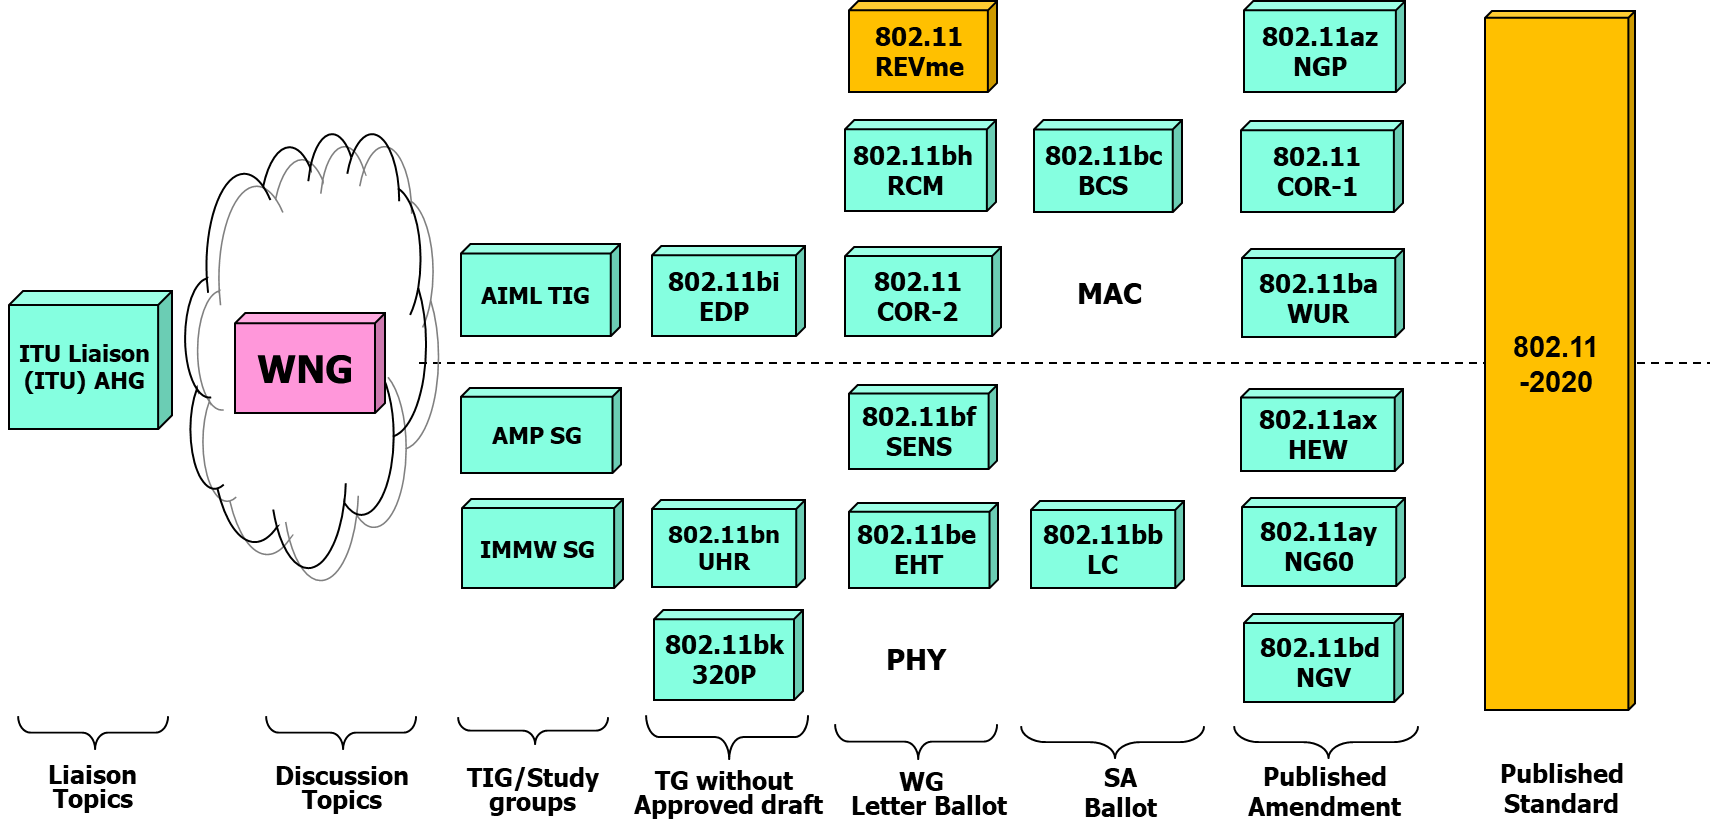 802.11
REVme
802.11az
NGP
802.11bh
RCM
802.11bc
BCS
802.11
COR-1
AIML TIG
802.11bi
EDP
802.11
COR-2
MAC
802.11ba
WUR
ITU Liaison
(ITU) AHG
WNG
802.11
-2020
AMP SG
802.11bf
SENS
802.11ax
HEW
IMMW SG
802.11bn
UHR
802.11be
EHT
802.11bb
LC
802.11ay
NG60
802.11bk
320P
PHY
802.11bd
NGV
Liaison
Topics
Discussion
Topics
TIG/Study
groups
TG without
Approved draft
WG
Letter Ballot
SA
Ballot
Published
Amendment
Published
Standard